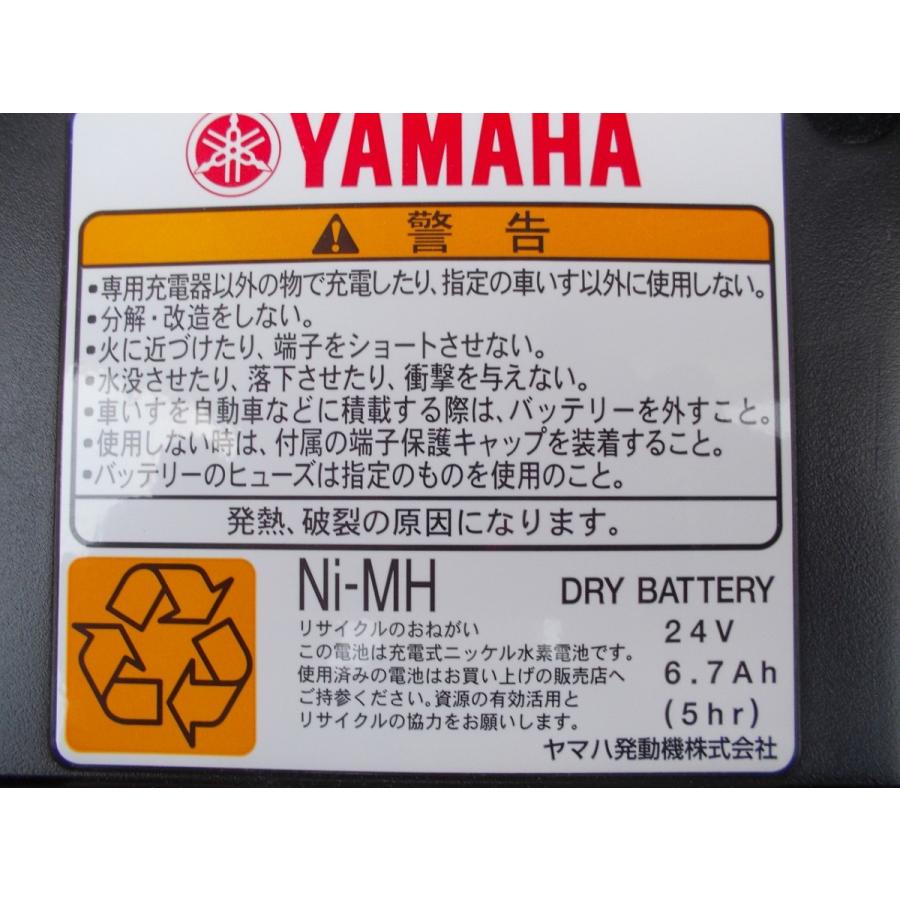 YAMAHA
警告
・専用充電器以外の物で充電したり、指定の車いす以外に使用しない。
・分解・改造をしない。
・火に近づけたり、端子をショートさせない。
・水没させたり、落下させたり、衝撃を与えない。
・車いすを自動車などに積載する際は、バッテリーを外すこと。
・使用しない時は、付属の端子保護キャップを装着すること。
・バッテリーのヒューズは指定のものを使用のこと。
発熱、破裂の原因になります。
Ni-MH
DRY BATTERY
リサイクルのおねがい
この電池は充電式ニッケル水素電池です。
使用済みの電池はお買い上げの販売店へ
ご持参ください。資源の有効活用と
リサイクルの協力をお願いします。
24V
6.7Ah
(5hr)
ヤマハ発動機株式会社